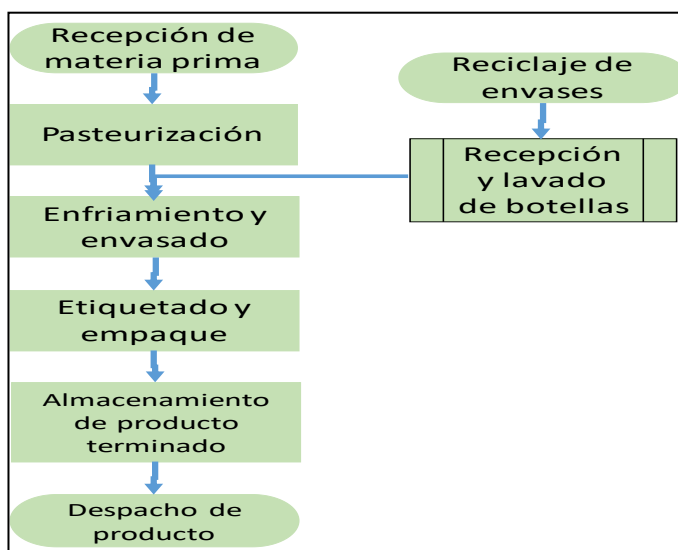 Recepción de
materia prima
Pasteurización
Enfriamiento y
envasado
Etiquetado y
empaque
Almacenamiento
de producto
terminado
Despacho de
producto
Reciclaje de
envases
Recepción
y lavado
de botellas